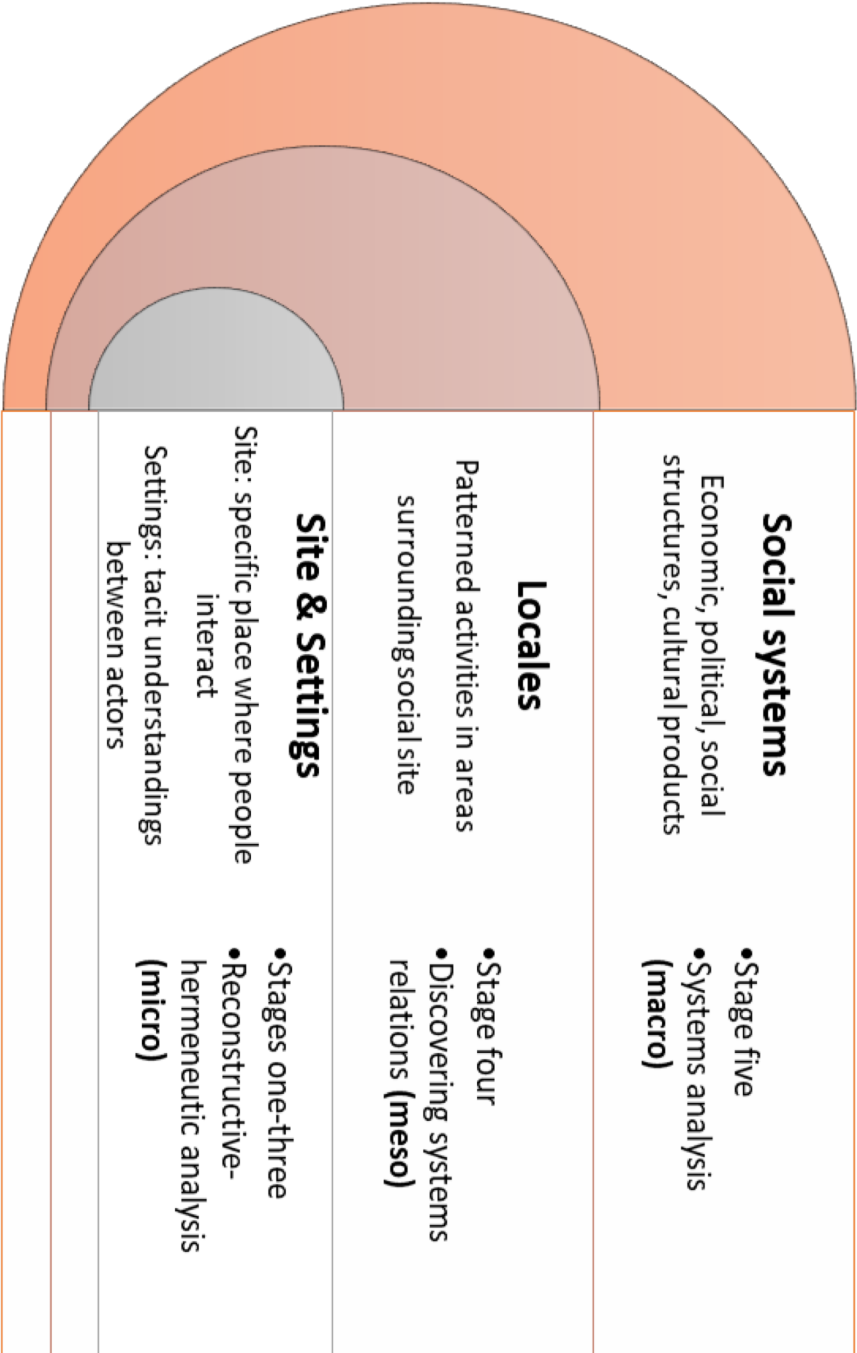 Social systems
Economic, political, social
structures, cultural products
•Stage five
•Systems analysis
(macro)
Locales
Patterned activities in areas
surrounding social site
•Stage four
•Discovering systems
relations (meso)
Site & Settings
Site: specific place where people
interact
Settings: tacit understandings
between actors
•Stages one-three
•Reconstructive-
hermeneutic analysis
(micro)